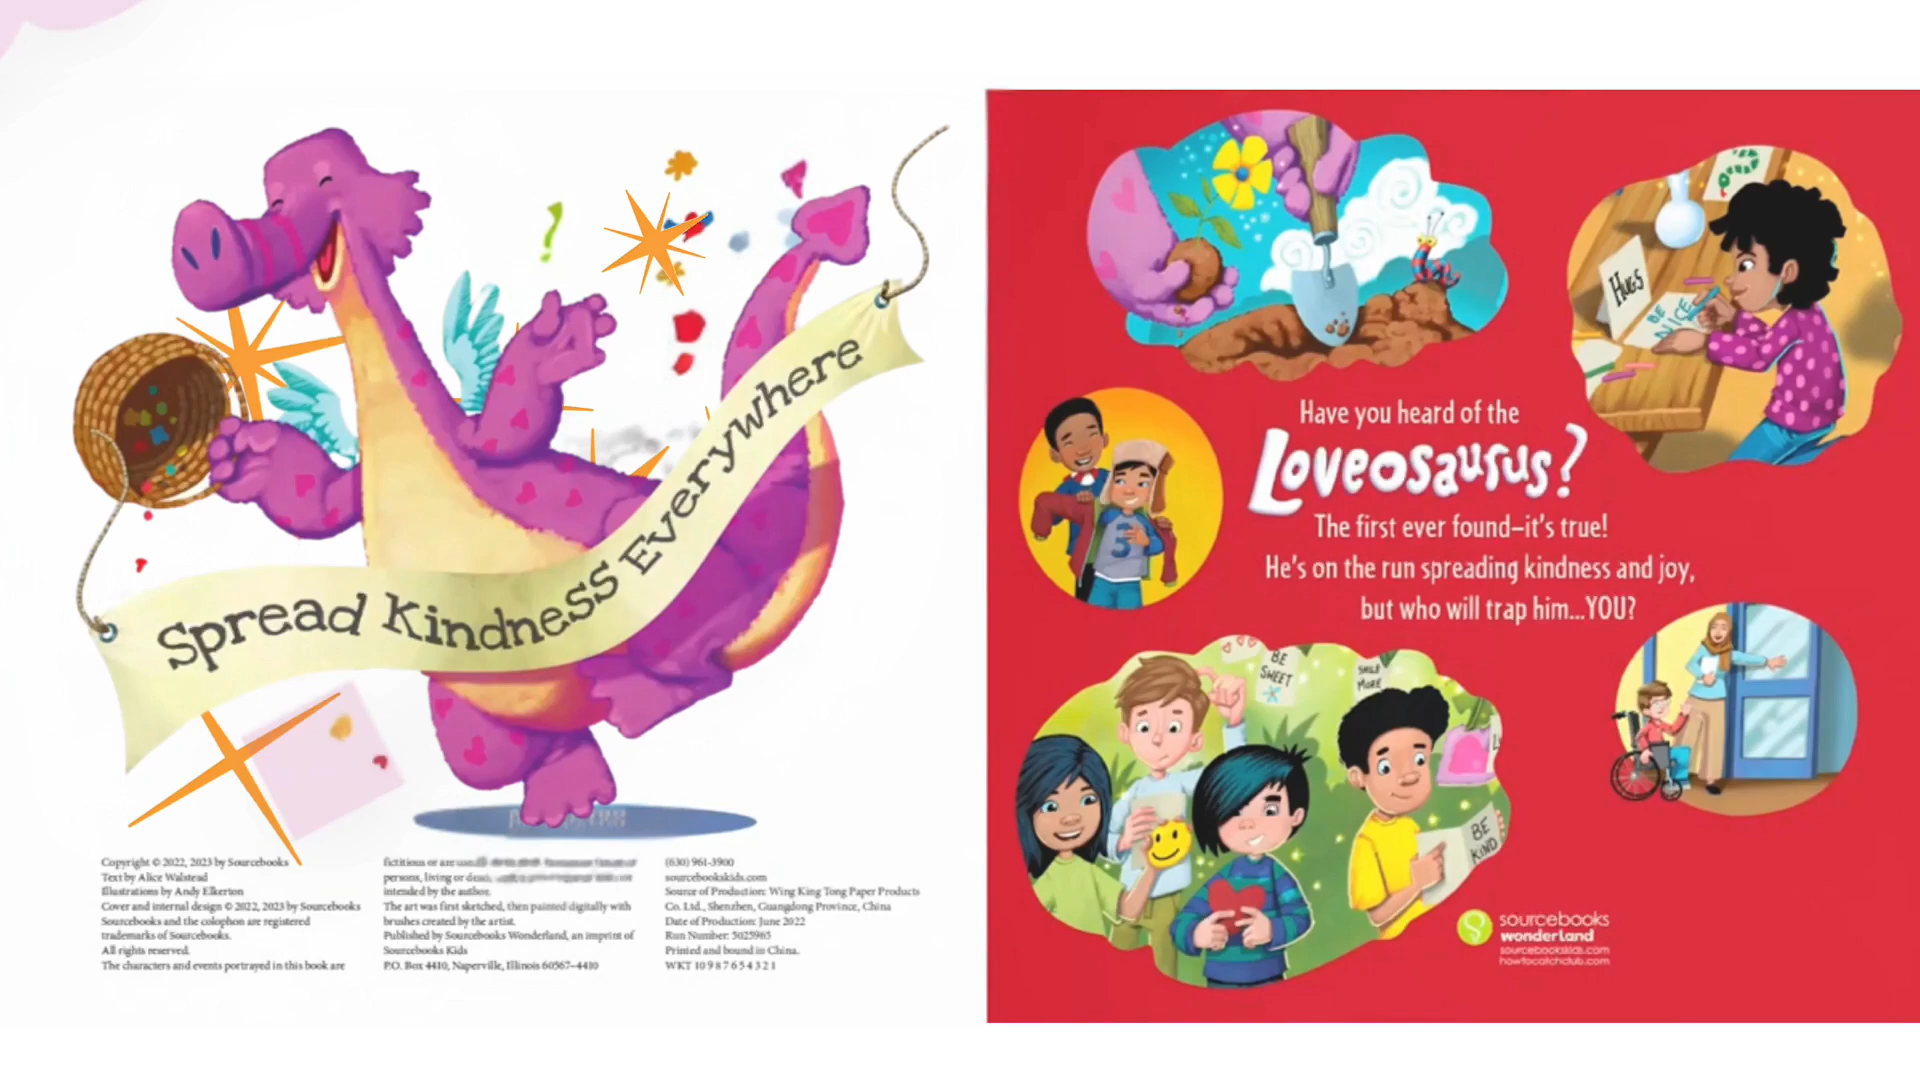 Spread Kindness Everywhere
Copyright © 2022, 2023 by Sourcebooks
Text by Alice Walstead
Illustrations by Andy Elkerton
Cover and internal design © 2022, 2023 by Sourcebooks
Sourcebooks and the colophon are registered
trademarks of Sourcebooks.
All rights reserved.
The characters and events portrayed in this book are
fictitious or are
persons, living or
intended by the author.
The art was first sketched, then painted digitally with
brushes created by the artist.
Published by Sourcebooks Wonderland, an imprint of
Sourcebooks Kids
P.O. Box 4410, Naperville, Illinois 60567–4410
(630) 961-3900
sourcebookskids.com
Source of Production: Wing King Tong Paper Products
Co. Ltd., Shenzhen, Guangdong Province, China
Date of Production: June 2022
Run Number: 5025965
Printed and bound in China.
WKT 10 9 8 7 6 5 4 3 2 1
HUGS
BE
NICE
Have you heard of the
Loveosaurus?
The first ever found–it's true!
He's on the run spreading kindness and joy,
but who will trap him...YOU?
3
BE
SWEET
SMILE
MORE
BE
KIND
sourcebooks
wonderland
sourcebookskids.com
howtocatchclub.com